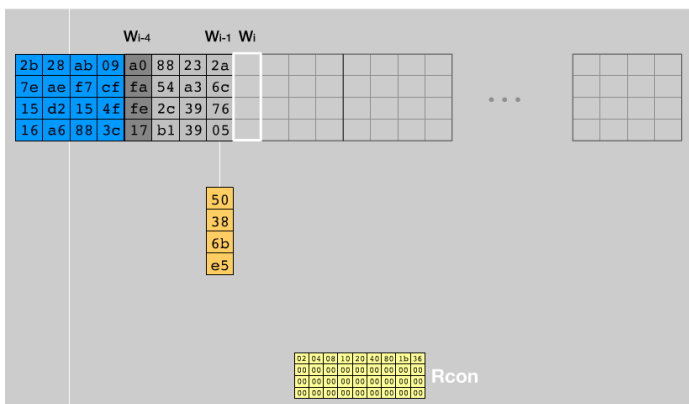 Wi-4 Wi-1 Wi
2b 28 ab 09 a0 88 23 2a
7e ae f7 cf fa 54 a3 6c
15 d2 15 4f fe 2c 39 76
16 a6 88 3c 17 b1 39 05
...
50
38
6b
e5
02 04 08 10 20 40 80 1b 36
00 00 00 00 00 00 00 00 00
00 00 00 00 00 00 00 00 00
00 00 00 00 00 00 00 00 00
Rcon